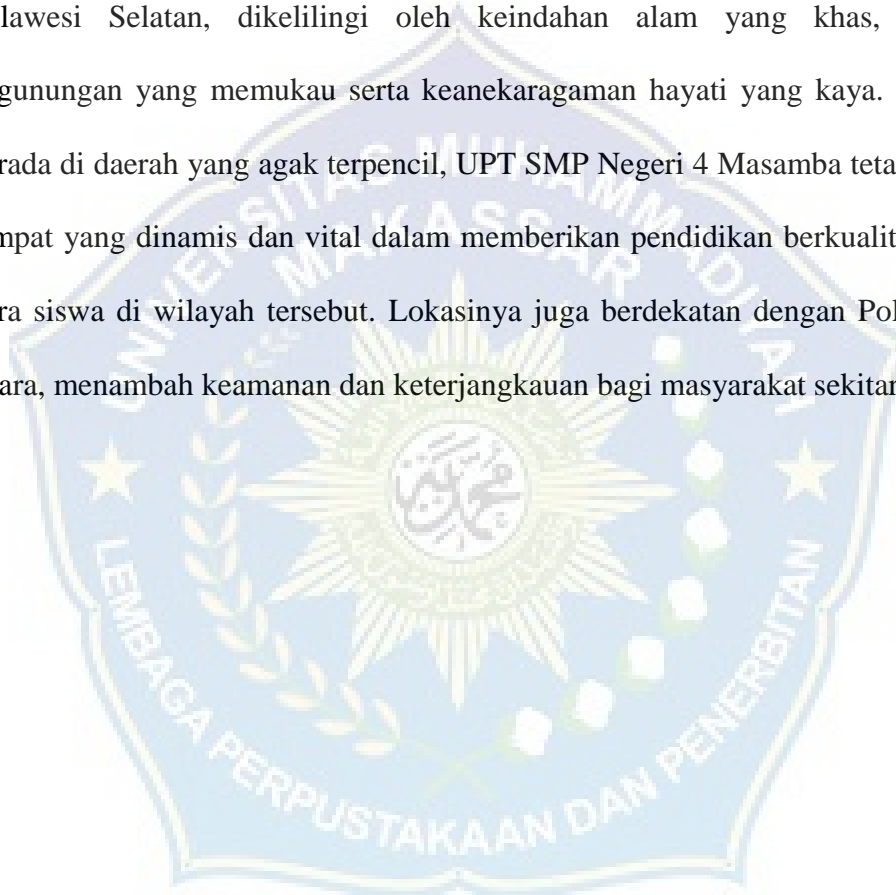 lawesi Selatan, dikelilingi oleh keindahan alam yang khas,
gunungan yang memukau serta keanekaragaman hayati yang kaya.
rada di daerah yang agak terpencil, UPT SMP Negeri 4 Masamba teta
mpat yang dinamis dan vital dalam memberikan pendidikan berkualit
ra siswa di wilayah tersebut. Lokasinya juga berdekatan dengan Pol
ara, menambah keamanan dan keterjangkauan bagi masyarakat sekitar
UNIVERSITAS MUHAMMADIYAH
MAKASSAR
محمدية
LEMBAGA PERPUSTAKAAN DAN PENERBITAN